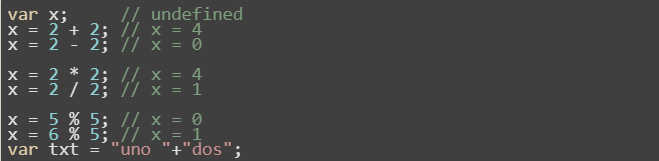 var x;     // undefined
x = 2 + 2; // x = 4
x = 2 - 2; // x = 0
x = 2 * 2; // x = 4
x = 2 / 2; // x = 1
x = 5 % 5; // x = 0
x = 6 % 5; // x = 1
var txt = "uno "+"dos";